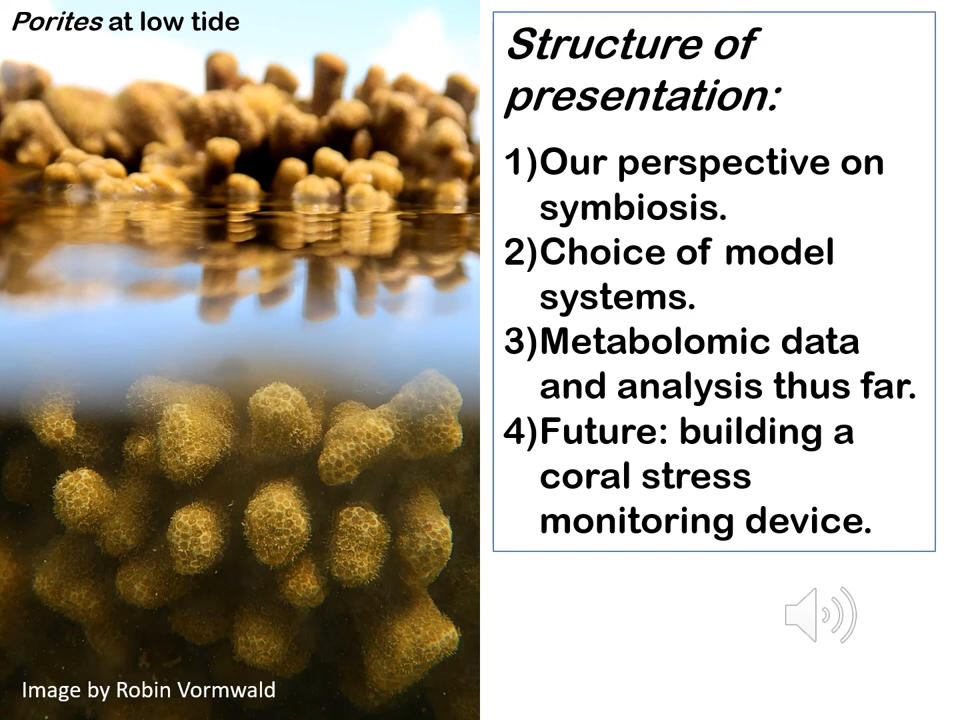 Porites at low tide
Structure of
presentation:
1)Our perspective on
symbiosis.
2)Choice of model
systems.
3)Metabolomic data
and analysis thus far.
4)Future: building a
coral stress
monitoring device.
Image by Robin Vormwald